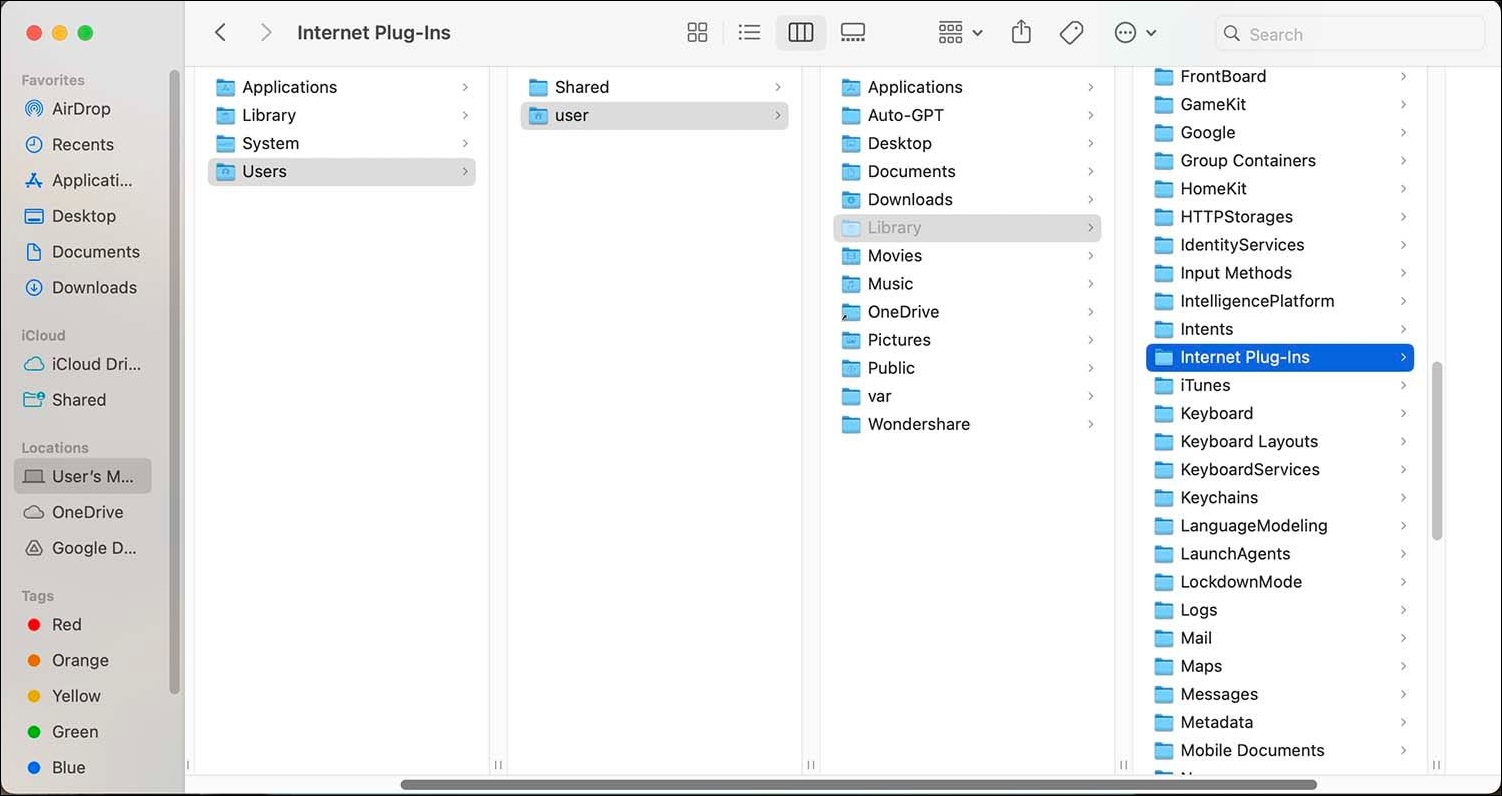 Internet Plug-Ins
Search
Favorites
AirDrop
Recents
Applicati...
Desktop
Documents
Downloads
iCloud
iCloud Dri...
Shared
Locations
User's M...
OneDrive
Google D...
Tags
Red
Orange
Yellow
Green
Blue
Applications
Library
System
Users
Shared
user
Applications
Auto-GPT
Desktop
Documents
Downloads
Library
Movies
Music
OneDrive
Pictures
Public
var
Wondershare
FrontBoard
GameKit
Google
Group Containers
HomeKit
HTTPStorages
IdentityServices
Input Methods
IntelligencePlatform
Intents
Internet Plug-Ins
iTunes
Keyboard
Keyboard Layouts
KeyboardServices
Keychains
LanguageModeling
LaunchAgents
LockdownMode
Logs
Mail
Maps
Messages
Metadata
Mobile Documents